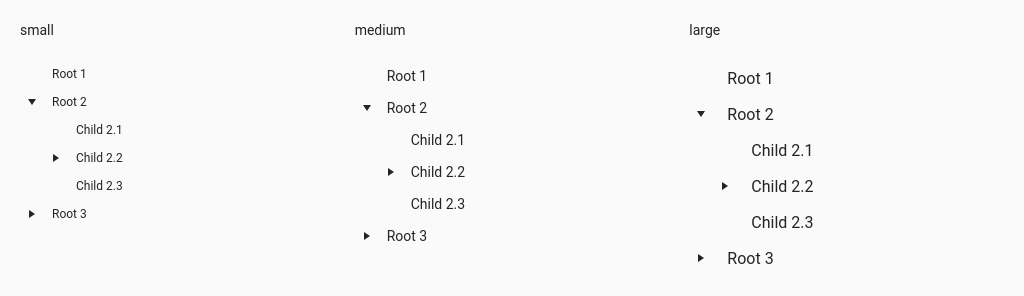 small
Root 1
Root 2
Child 2.1
Child 2.2
Child 2.3
Root 3
medium
Root 1
Root 2
Child 2.1
Child 2.2
Child 2.3
Root 3
large
Root 1
Root 2
Child 2.1
Child 2.2
Child 2.3
Root 3